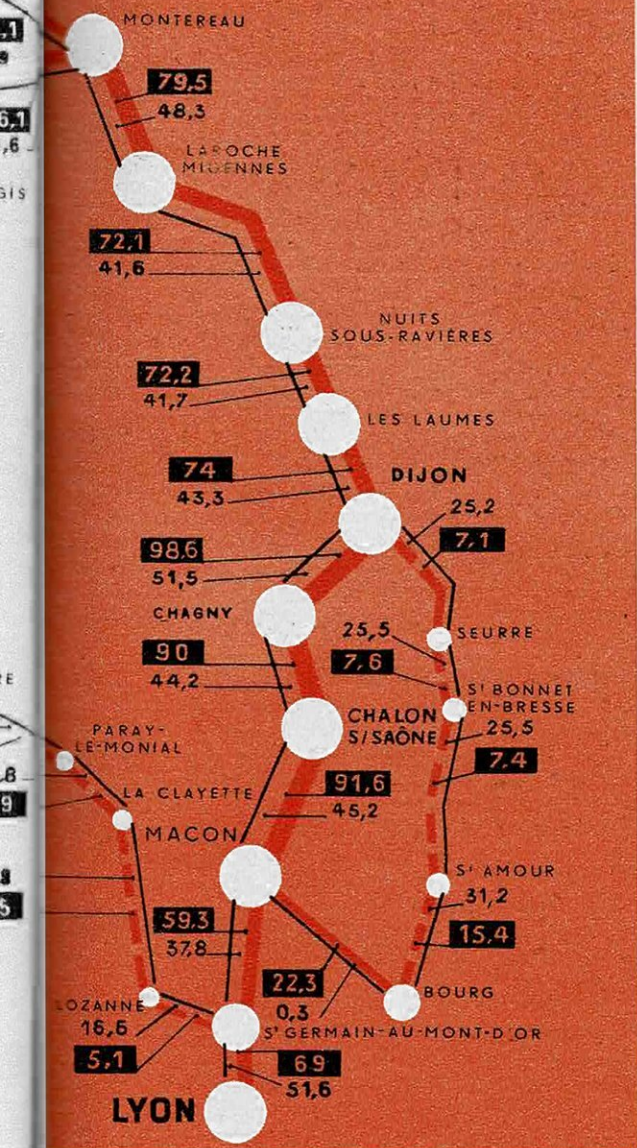 MONTEREAU
79,5
48,3
LAROCHE
MIGENNES
72,1
41,6
NUITS
SOUS-RAVIÈRES
72,2
41,7
LES LAUMES
74
43,3
DIJON
25,2
7,1
98,6
51,5
CHAGNY
25,5
SEURRE
7,6
90
44,2
ST BONNET
EN-BRESSE
25,5
CHALON
S/SAÔNE
7,4
PARAY-
LE-MONIAL
LA CLAYETTE
91,6
45,2
MACON
ST AMOUR
31,2
15,4
59,3
37,8
22,3
0,3
BOURG
LOZANNE
16,6
5,1
ST GERMAIN-AU-MONT-D'OR
69
51,6
LYON